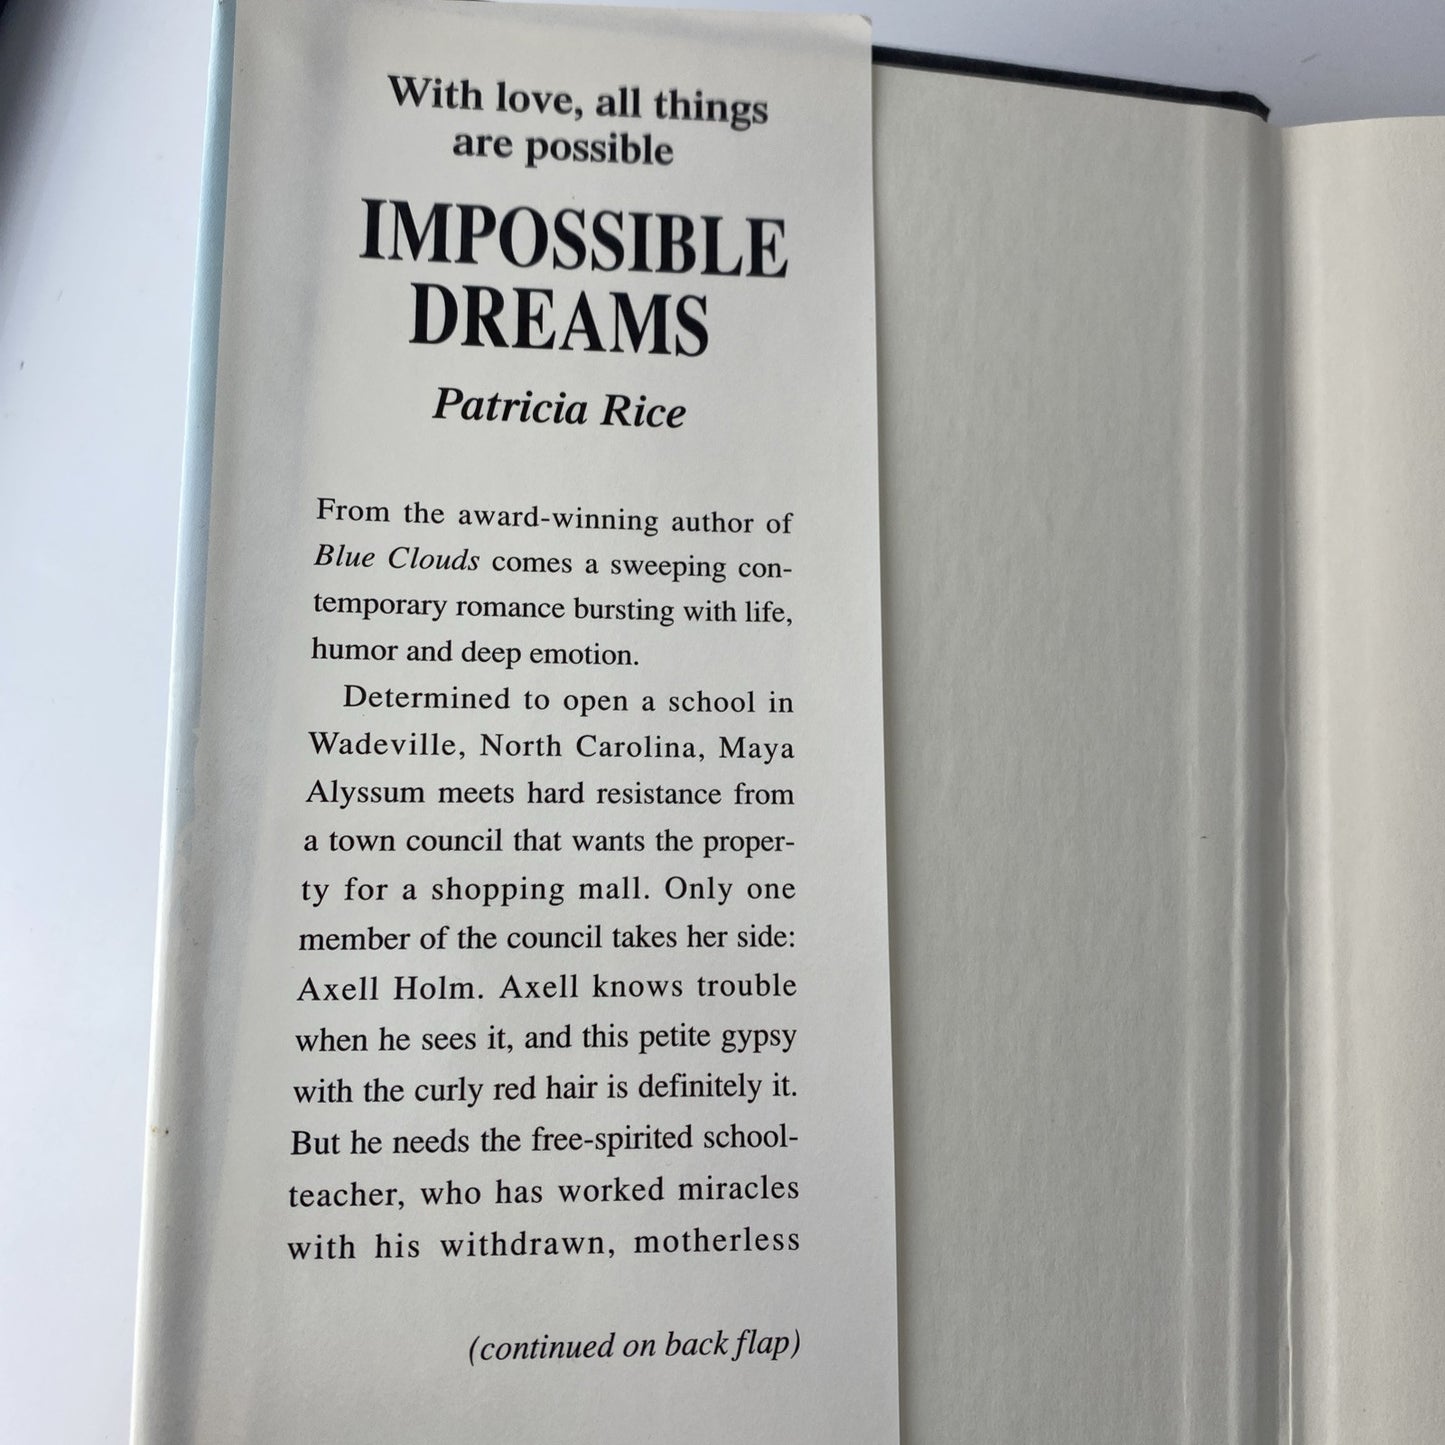 With love, all things
are possible
IMPOSSIBLE
DREAMS
Patricia Rice
From the award-winning author of
Blue Clouds comes a sweeping con-
temporary romance bursting with life,
humor and deep emotion.
Determined to open a school in
Wadeville, North Carolina, Maya
Alyssum meets hard resistance from
a town council that wants the proper-
ty for a shopping mall. Only one
member of the council takes her side:
Axell Holm. Axell knows trouble
when he sees it, and this petite gypsy
with the curly red hair is definitely it.
But he needs the free-spirited school-
teacher, who has worked miracles
with his withdrawn, motherless
(continued on back flap)